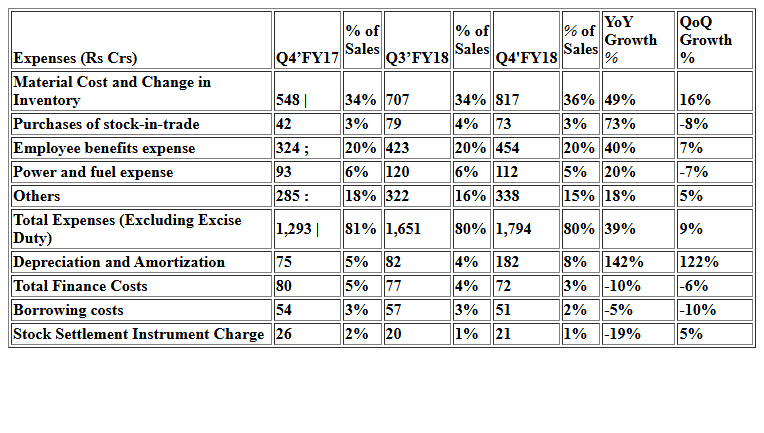 Expenses (Rs Crs) Q4’FY17 % of Sales Q3’FY18 % of Sales Q4'FY18 % of Sales YoY Growth % QoQ Growth %
Material Cost and Change in Inventory 548 | 34% 707 34% 817 36% 49% 16%
Purchases of stock-in-trade 42 3% 79 4% 73 3% 73% -8%
Employee benefits expense 324 ; 20% 423 20% 454 20% 40% 7%
Power and fuel expense 93 6% 120 6% 112 5% 20% -7%
Others 285 : 18% 322 16% 338 15% 18% 5%
Total Expenses (Excluding Excise Duty) 1,293 | 81% 1,651 80% 1,794 80% 39% 9%
Depreciation and Amortization 75 5% 82 4% 182 8% 142% 122%
Total Finance Costs 80 5% 77 4% 72 3% -10% -6%
Borrowing costs 54 3% 57 3% 51 2% -5% -10%
Stock Settlement Instrument Charge 26 2% 20 1% 21 1% -19% 5%